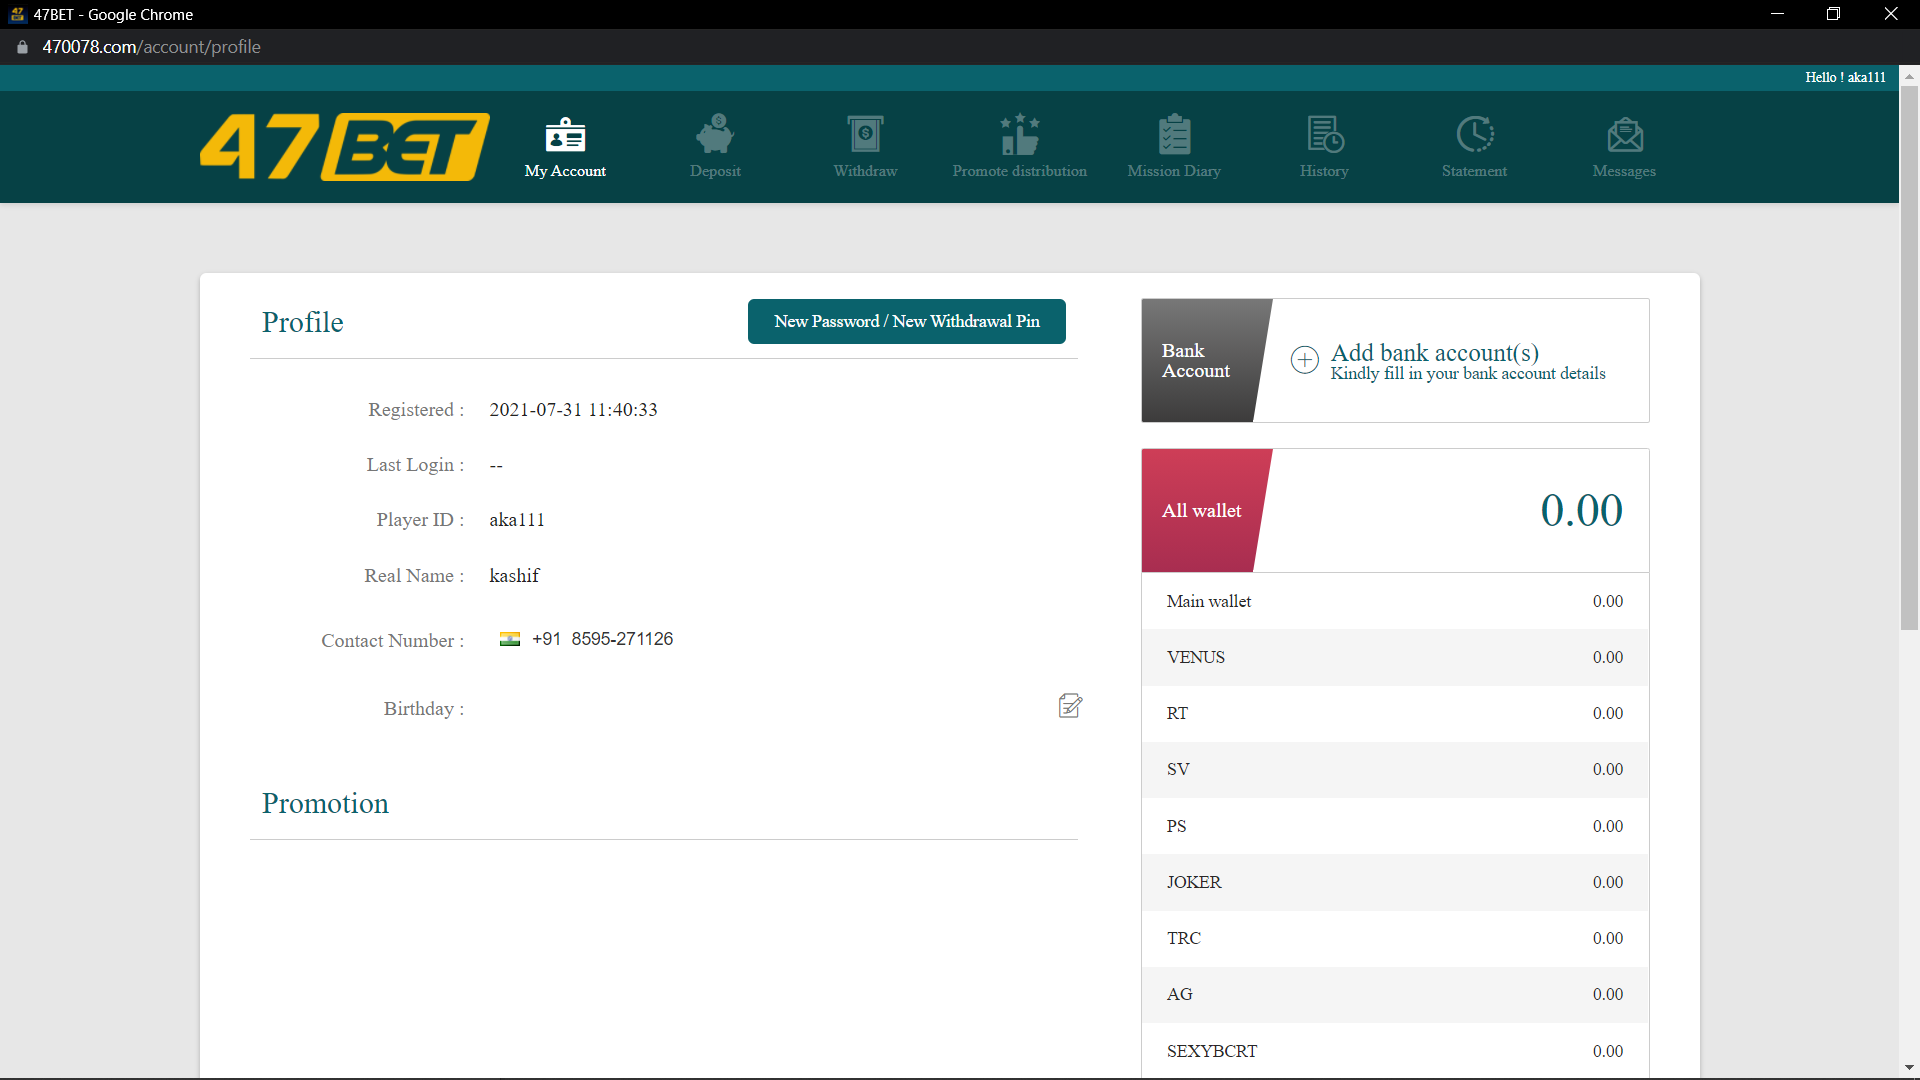 47BET - Google Chrome
470078.com/account/profile
Hello ! aka111
47BET
My Account
Deposit
Withdraw
Promote distribution
Mission Diary
History
Statement
Messages
Profile
New Password / New Withdrawal Pin
Registered : 2021-07-31 11:40:33
Last Login : --
Player ID : aka111
Real Name : kashif
Contact Number : +91 8595-271126
Birthday :
Promotion
Bank
Account
Add bank account(s)
Kindly fill in your bank account details
All wallet 0.00
Main wallet 0.00
VENUS 0.00
RT 0.00
SV 0.00
PS 0.00
JOKER 0.00
TRC 0.00
AG 0.00
SEXYBCRT 0.00